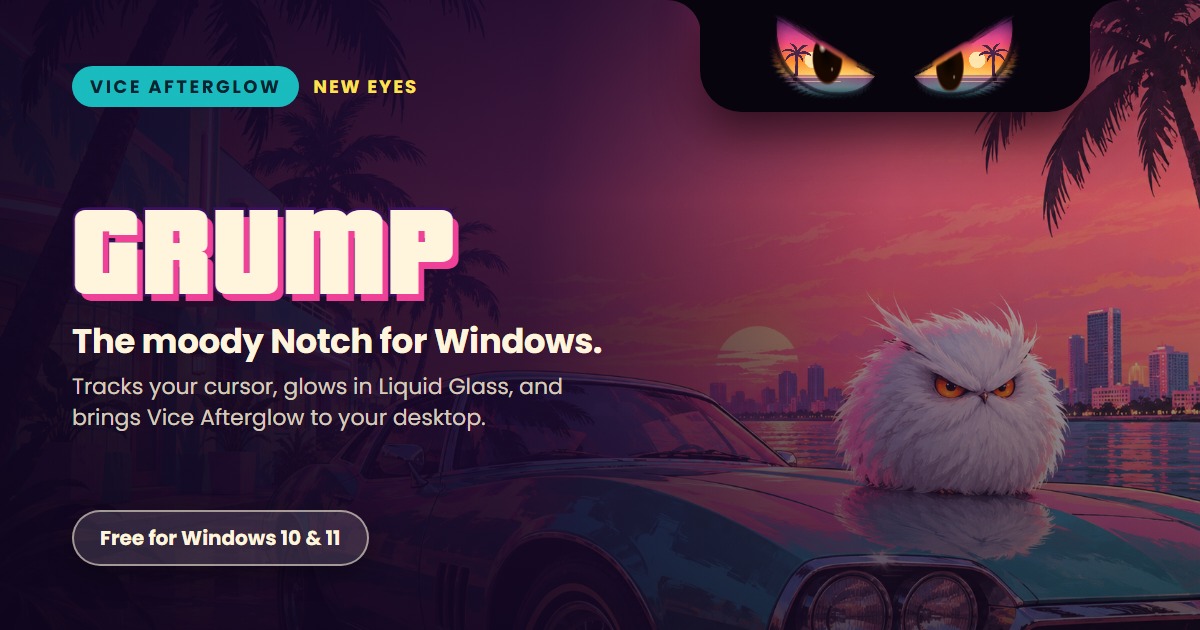 VICE AFTERGLOW NEW EYES
GRUMP
The moody Notch for Windows.
Tracks your cursor, glows in Liquid Glass, and
brings Vice Afterglow to your desktop.
Free for Windows 10 & 11